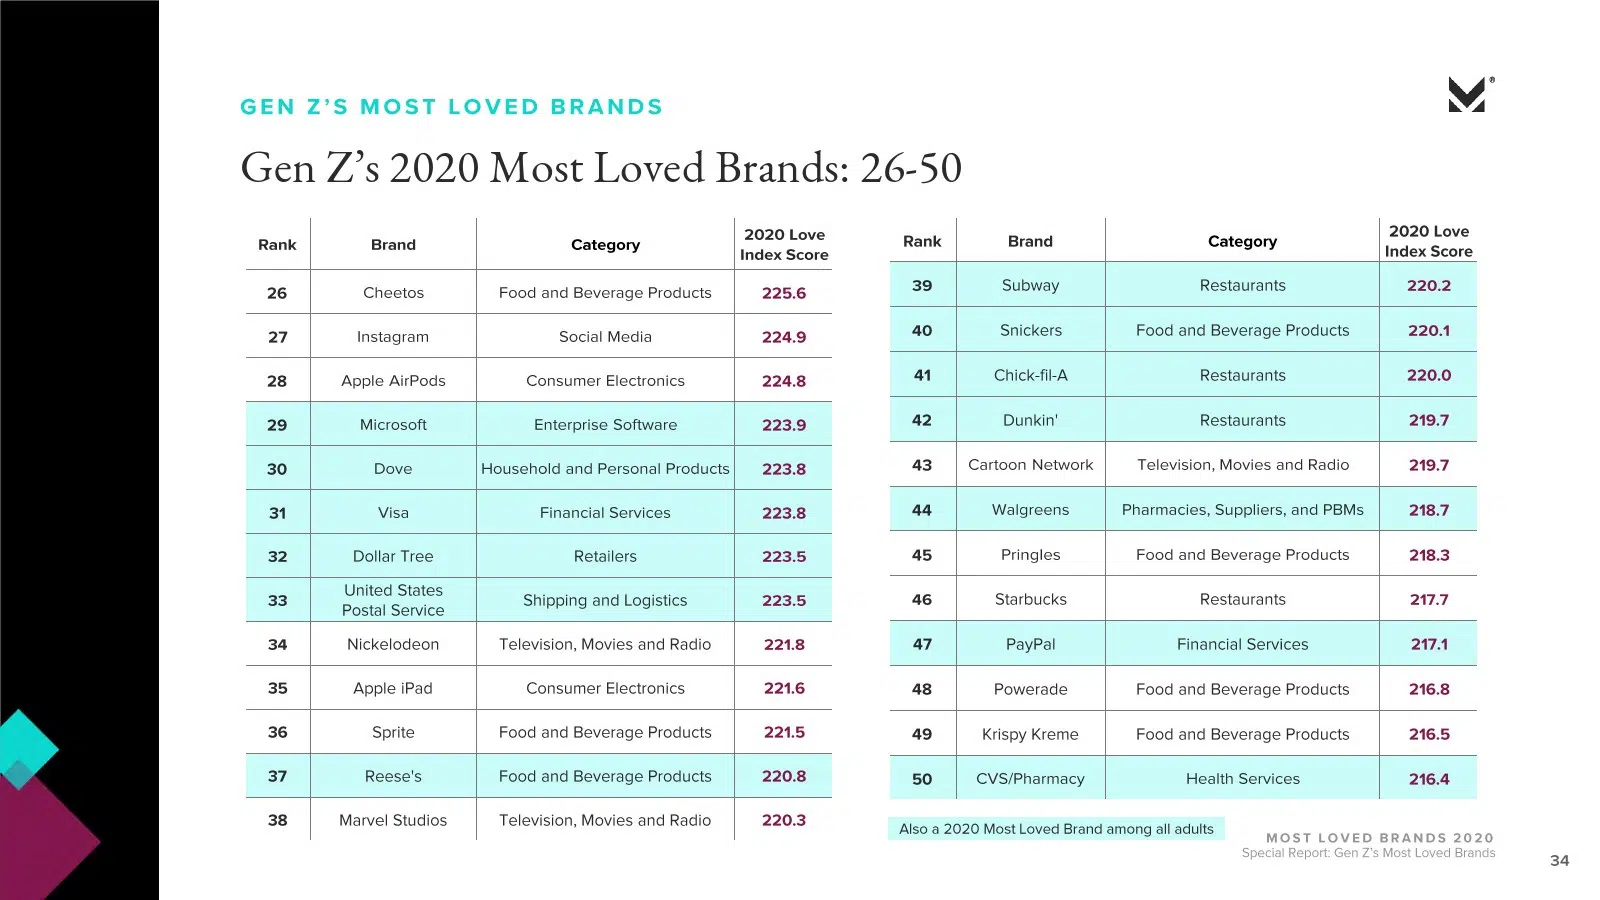 GEN Z’S MOST LOVED BRANDS
Gen Z’s 2020 Most Loved Brands: 26-50
Rank Brand Category 2020 Love Index Score
26 Cheetos Food and Beverage Products 225.6
27 Instagram Social Media 224.9
28 Apple AirPods Consumer Electronics 224.8
29 Microsoft Enterprise Software 223.9
30 Dove Household and Personal Products 223.8
31 Visa Financial Services 223.8
32 Dollar Tree Retailers 223.5
33 United States Postal Service Shipping and Logistics 223.5
34 Nickelodeon Television, Movies and Radio 221.8
35 Apple iPad Consumer Electronics 221.6
36 Sprite Food and Beverage Products 221.5
37 Reese's Food and Beverage Products 220.8
38 Marvel Studios Television, Movies and Radio 220.3
Rank Brand Category 2020 Love Index Score
39 Subway Restaurants 220.2
40 Snickers Food and Beverage Products 220.1
41 Chick-fil-A Restaurants 220.0
42 Dunkin' Restaurants 219.7
43 Cartoon Network Television, Movies and Radio 219.7
44 Walgreens Pharmacies, Suppliers, and PBMs 218.7
45 Pringles Food and Beverage Products 218.3
46 Starbucks Restaurants 217.7
47 PayPal Financial Services 217.1
48 Powerade Food and Beverage Products 216.8
49 Krispy Kreme Food and Beverage Products 216.5
50 CVS/Pharmacy Health Services 216.4
Also a 2020 Most Loved Brand among all adults
MOST LOVED BRANDS 2020
Special Report: Gen Z’s Most Loved Brands
34